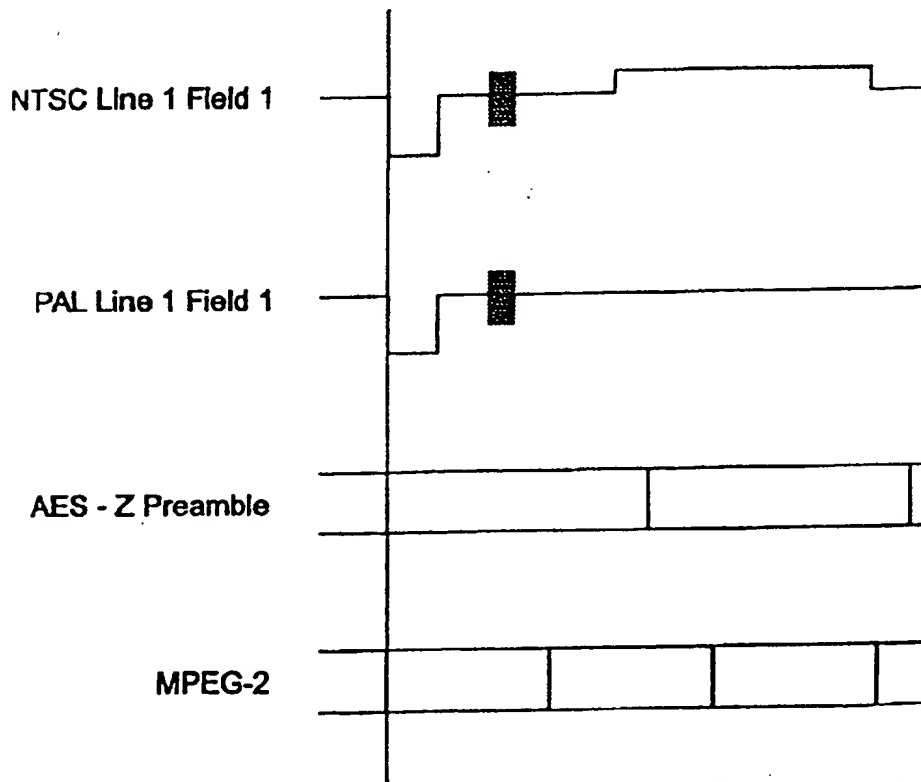 NTSC Line 1 Field 1
PAL Line 1 Field 1
AES - Z Preamble
MPEG-2